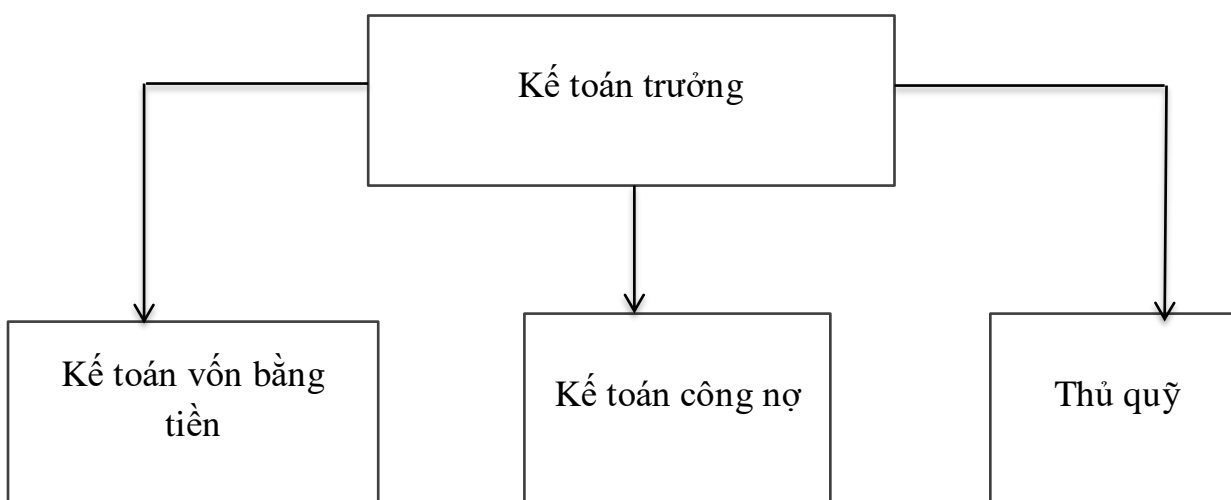 Kế toán trưởng
Kế toán vốn bằng
tiền
Kế toán công nợ
Thủ quỹ